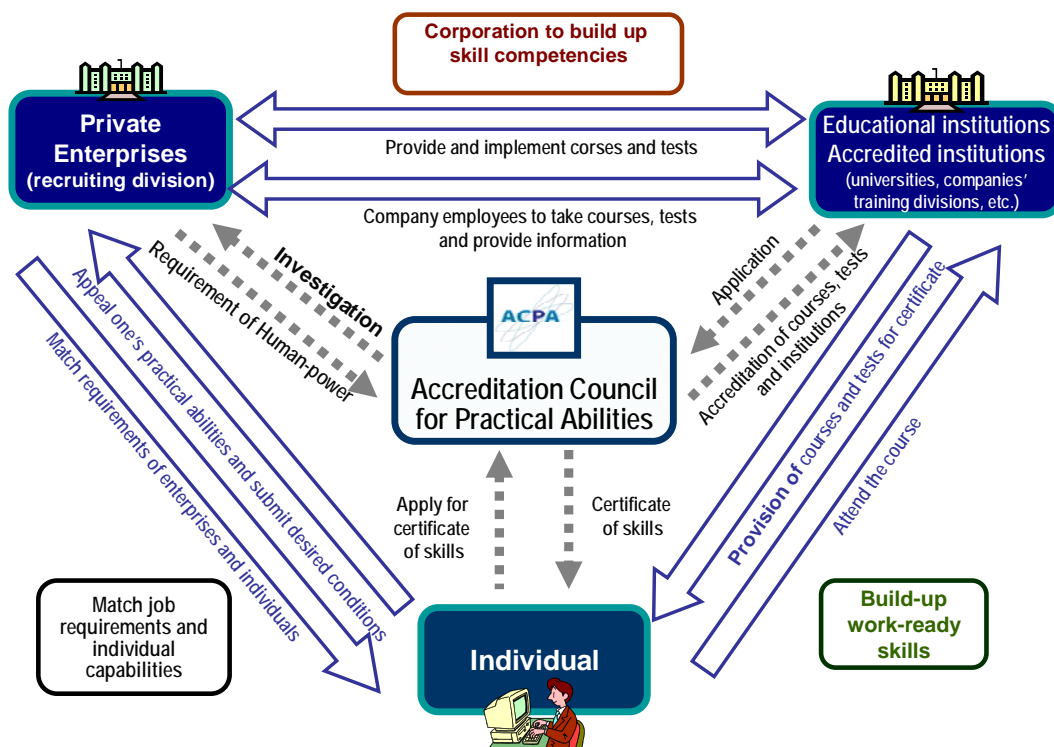 Corporation to build up
skill competencies
Private
Enterprises
(recruiting division)
Educational institutions
Accredited institutions
(universities, companies'
training divisions, etc.)
Provide and implement corses and tests
Company employees to take courses, tests
and provide information
Investigation
Requirement of Human-power
Application
Accreditation of courses, tests
and institutions
ACPA
Accreditation Council
for Practical Abilities
Appeal one's practical abilities and submit desired conditions
Match requirements of enterprises and individuals
Provision of courses and tests for certificate
Attend the course
Apply for
certificate
of skills
Certificate
of skills
Match job
requirements and
individual
capabilities
Individual
Build-up
work-ready
skills